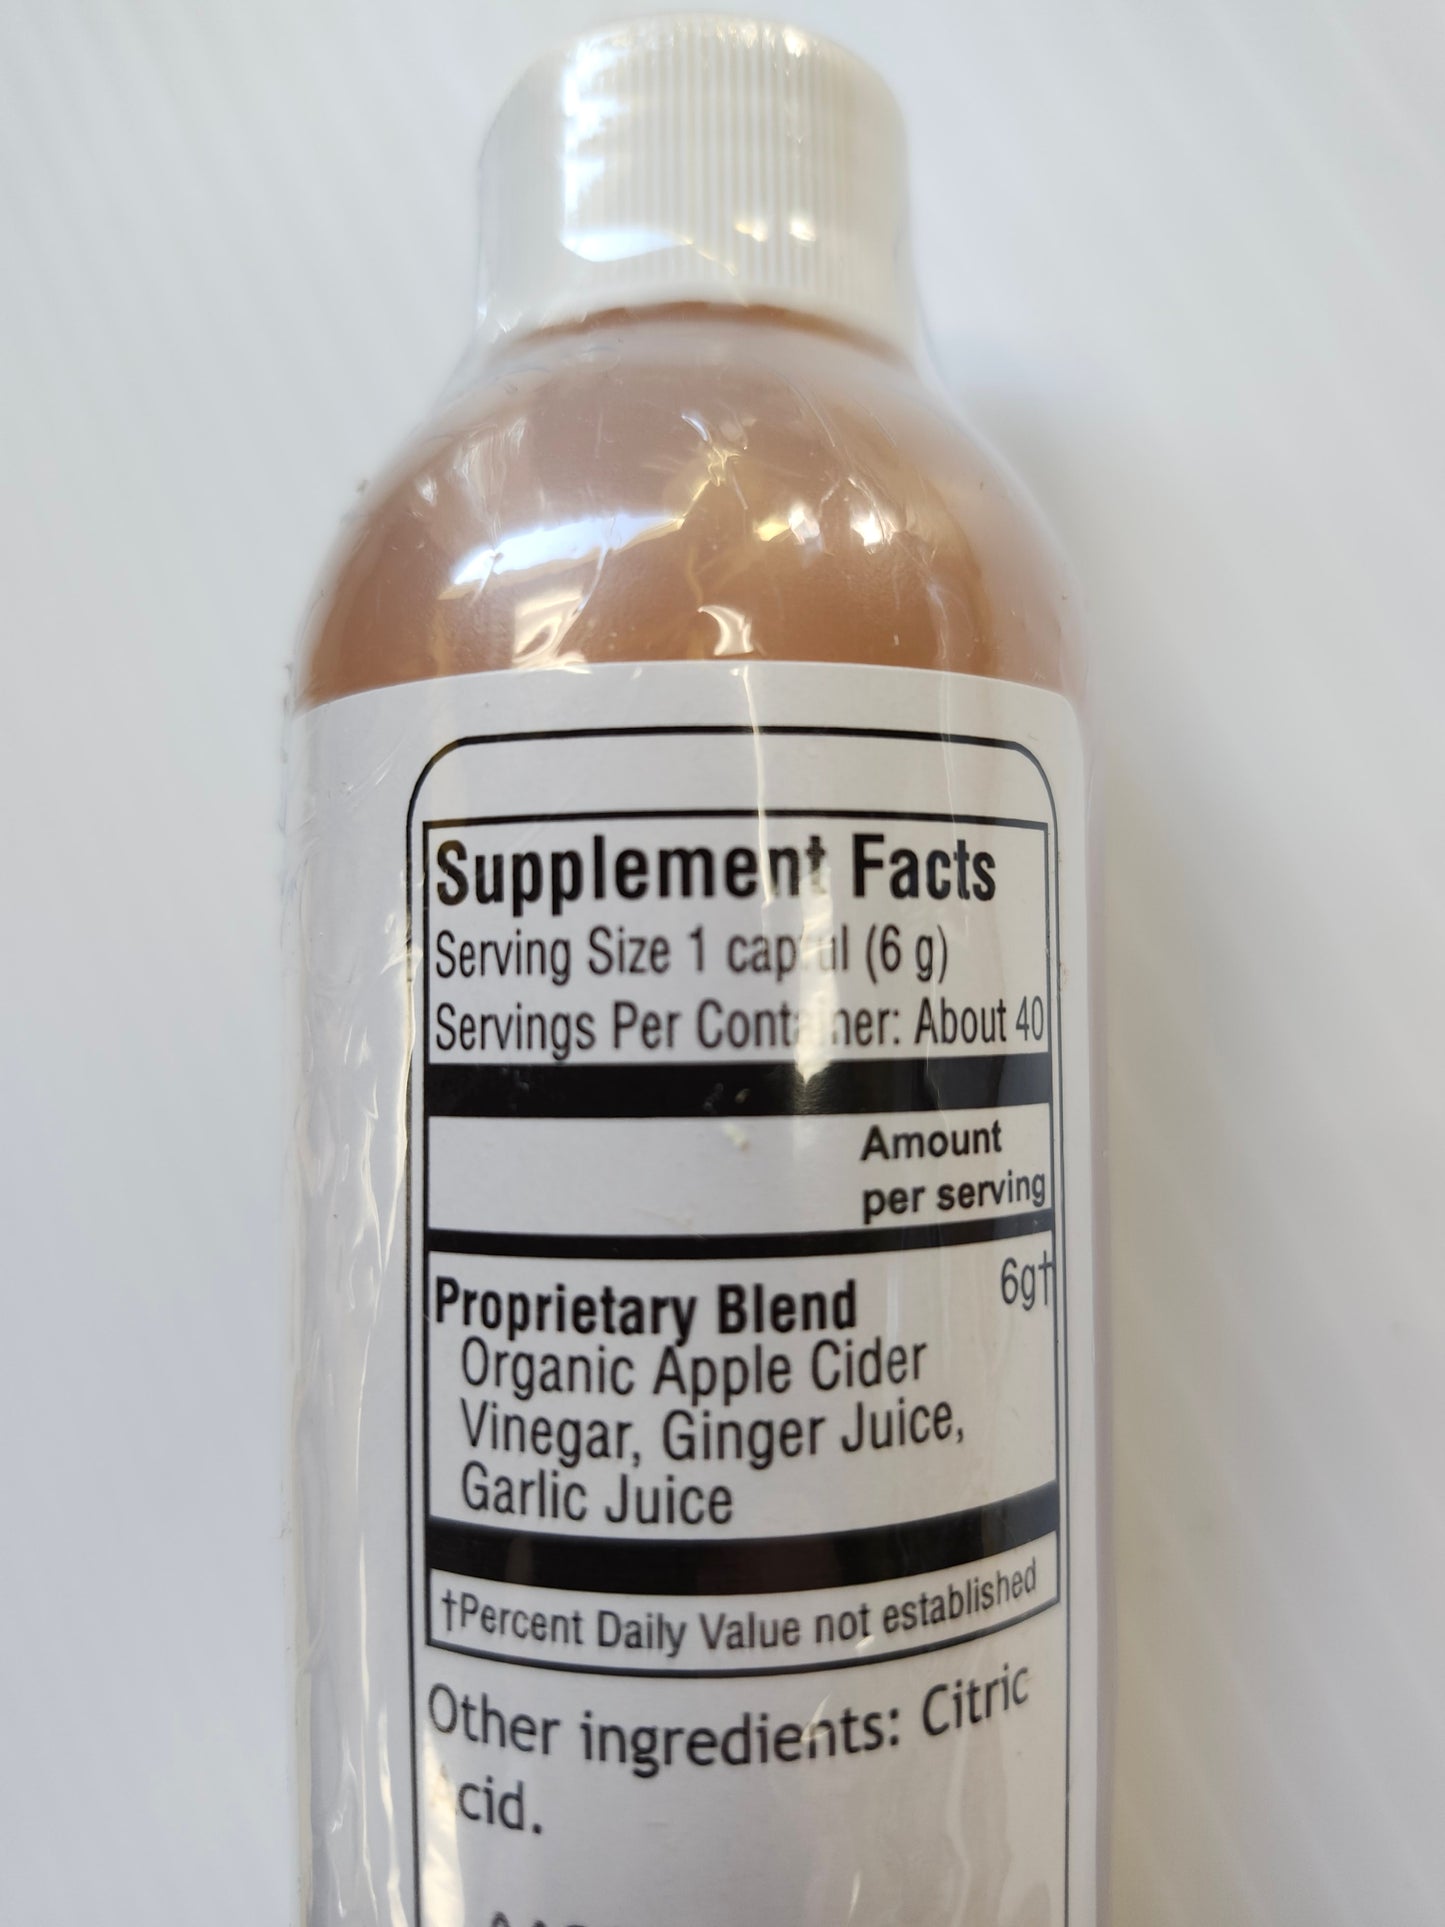 Supplement Facts
Serving Size 1 capful (6 g)
Servings Per Container: About 40
Amount
per serving
Proprietary Blend 6g†
Organic Apple Cider
Vinegar, Ginger Juice,
Garlic Juice
†Percent Daily Value not established
Other ingredients: Citric
Acid.